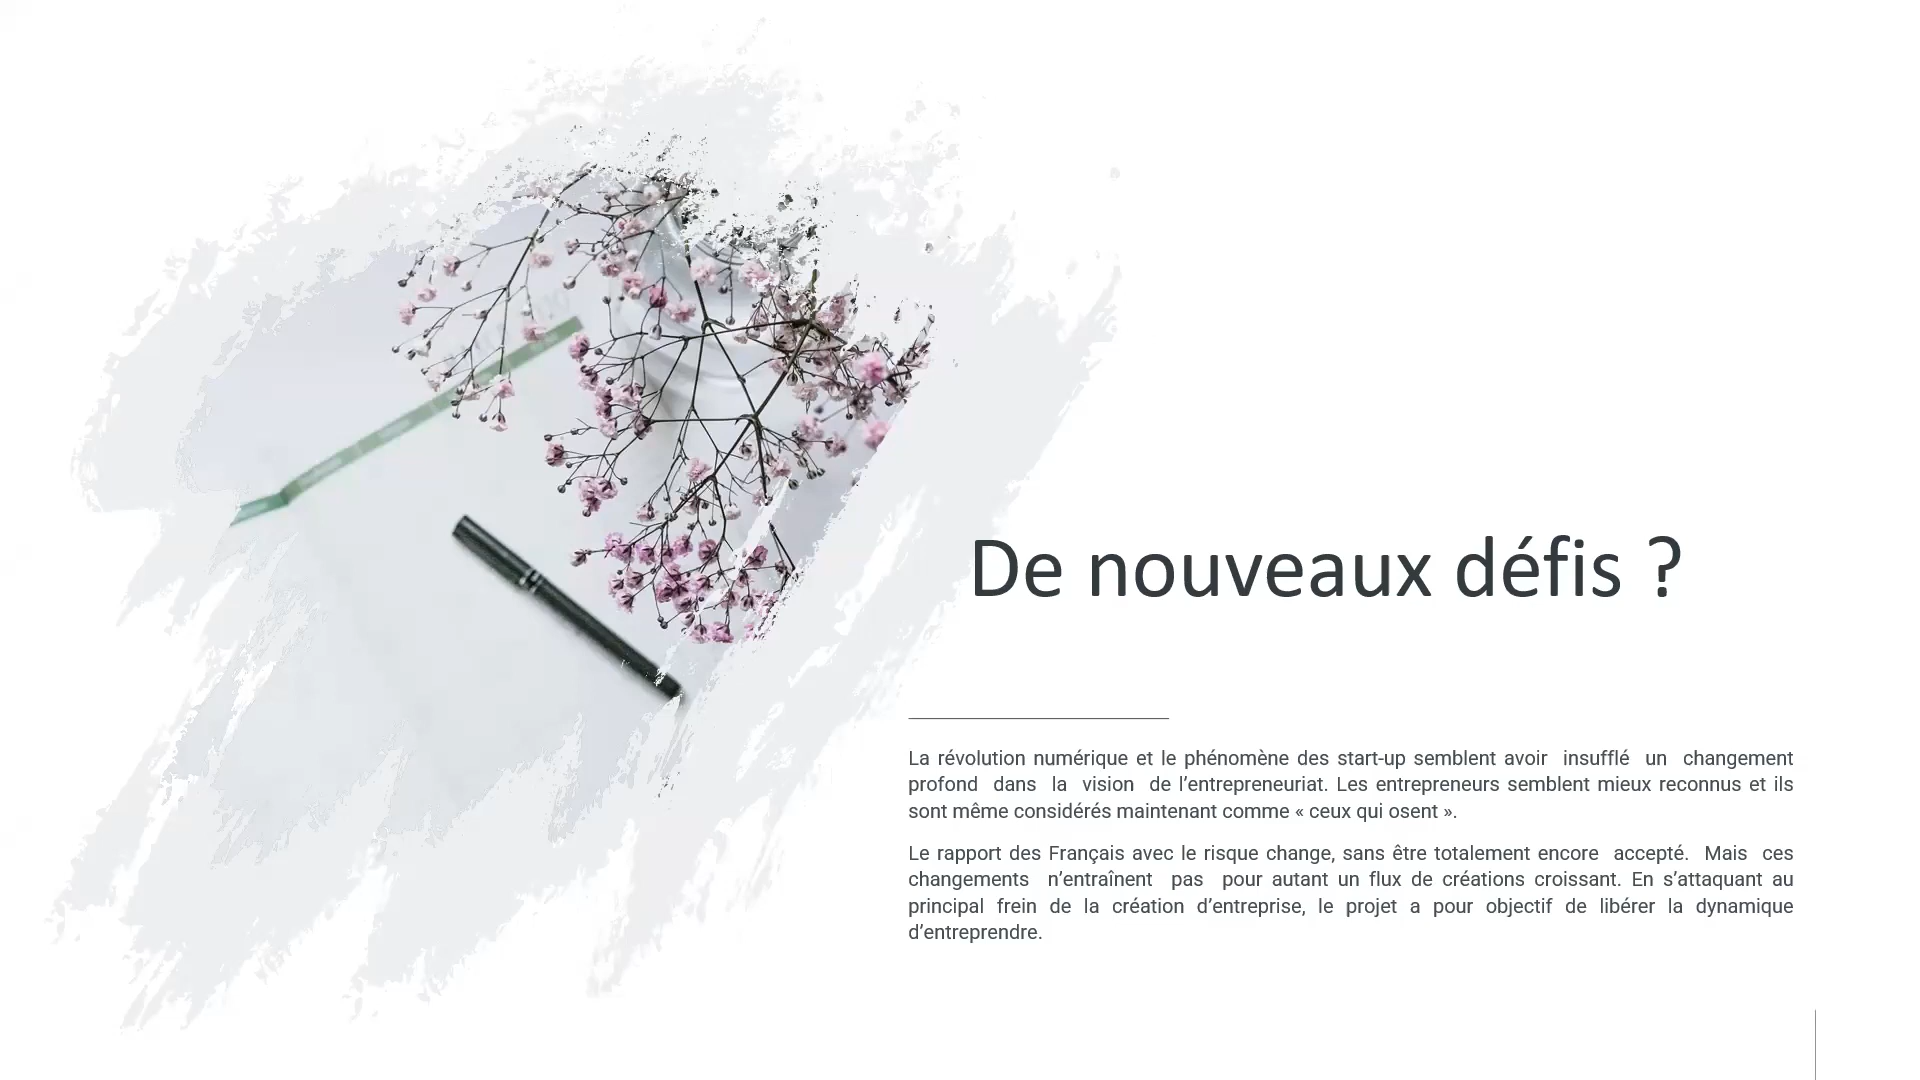 De nouveaux défis ?
La révolution numérique et le phénomène des start-up semblent avoir insufflé un changement
profond dans la vision de l’entrepreneuriat. Les entrepreneurs semblent mieux reconnus et ils
sont même considérés maintenant comme « ceux qui osent ».
Le rapport des Français avec le risque change, sans être totalement encore accepté. Mais ces
changements n’entraînent pas pour autant un flux de créations croissant. En s’attaquant au
principal frein de la création d’entreprise, le projet a pour objectif de libérer la dynamique
d’entreprendre.